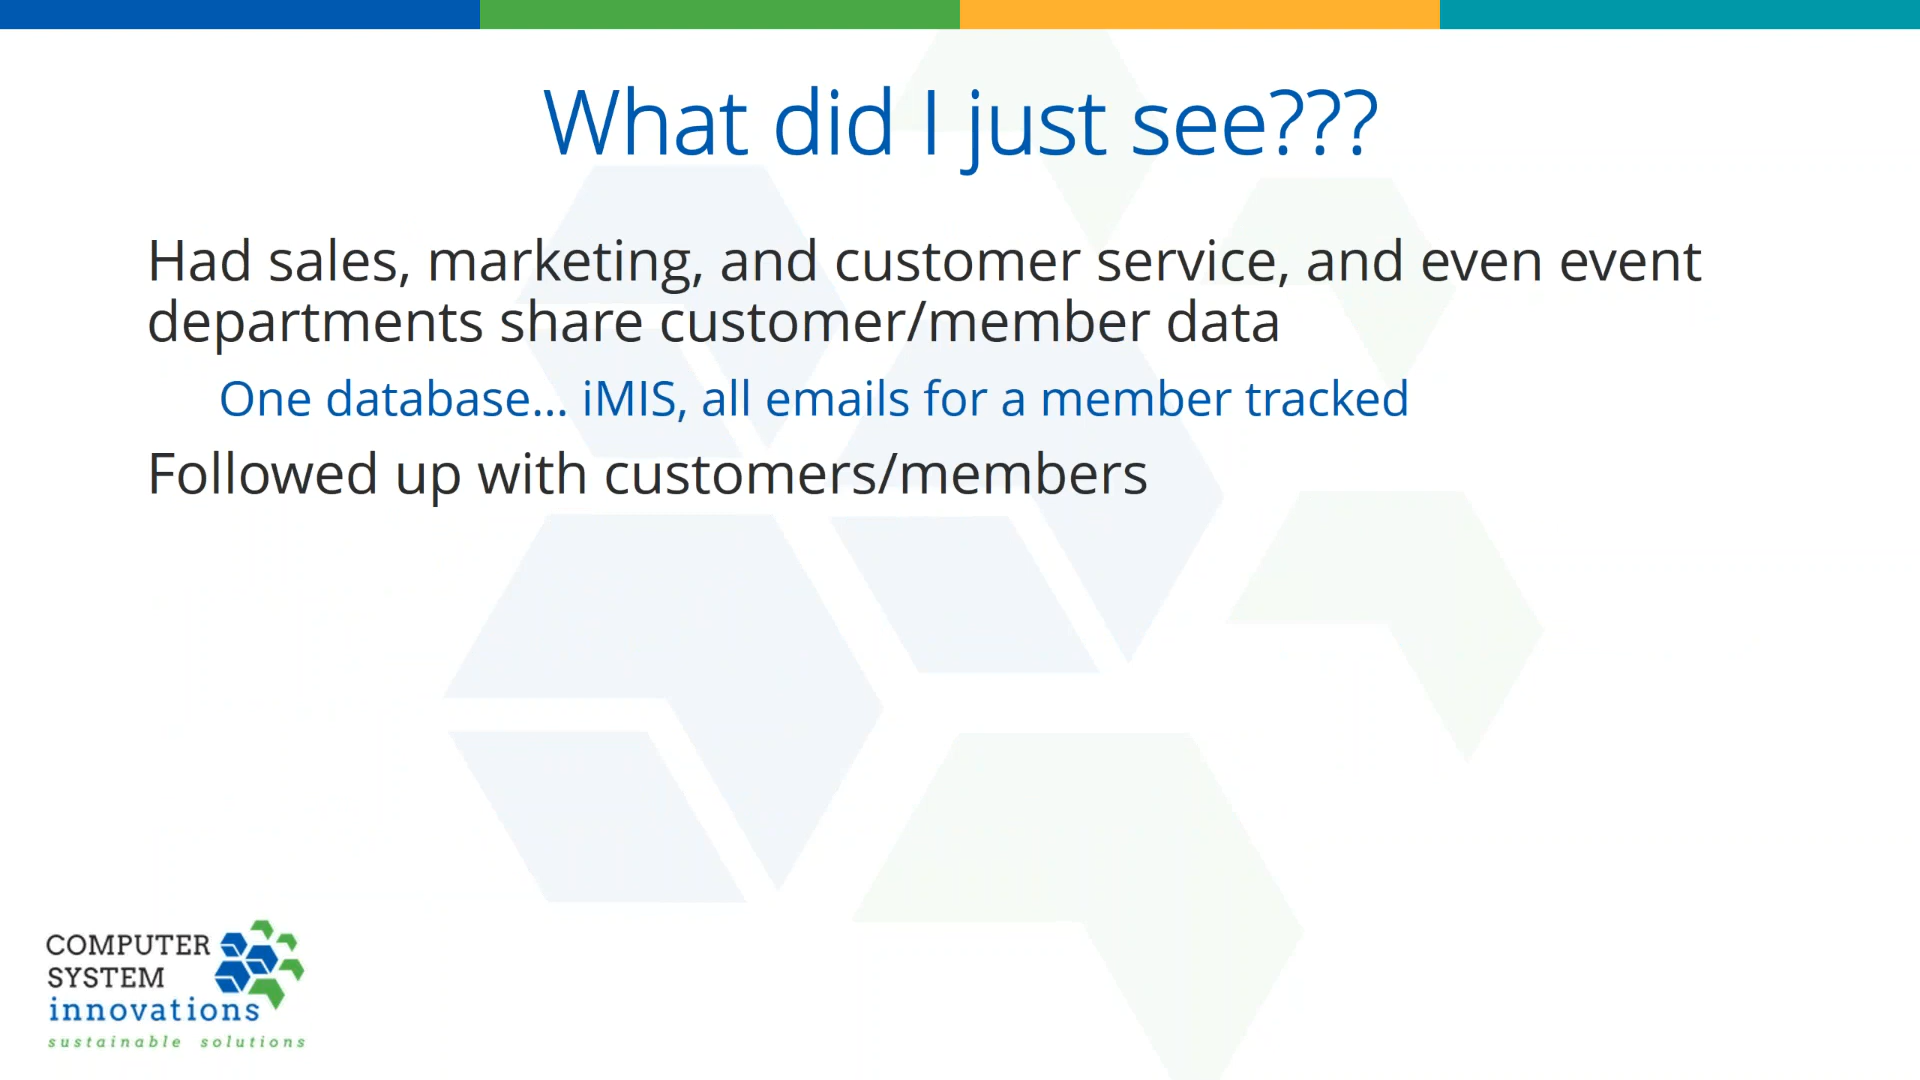 What did I just see???
Had sales, marketing, and customer service, and even event
departments share customer/member data
One database... iMIS, all emails for a member tracked
Followed up with customers/members
COMPUTER
SYSTEM
innovations
sustainable solutions